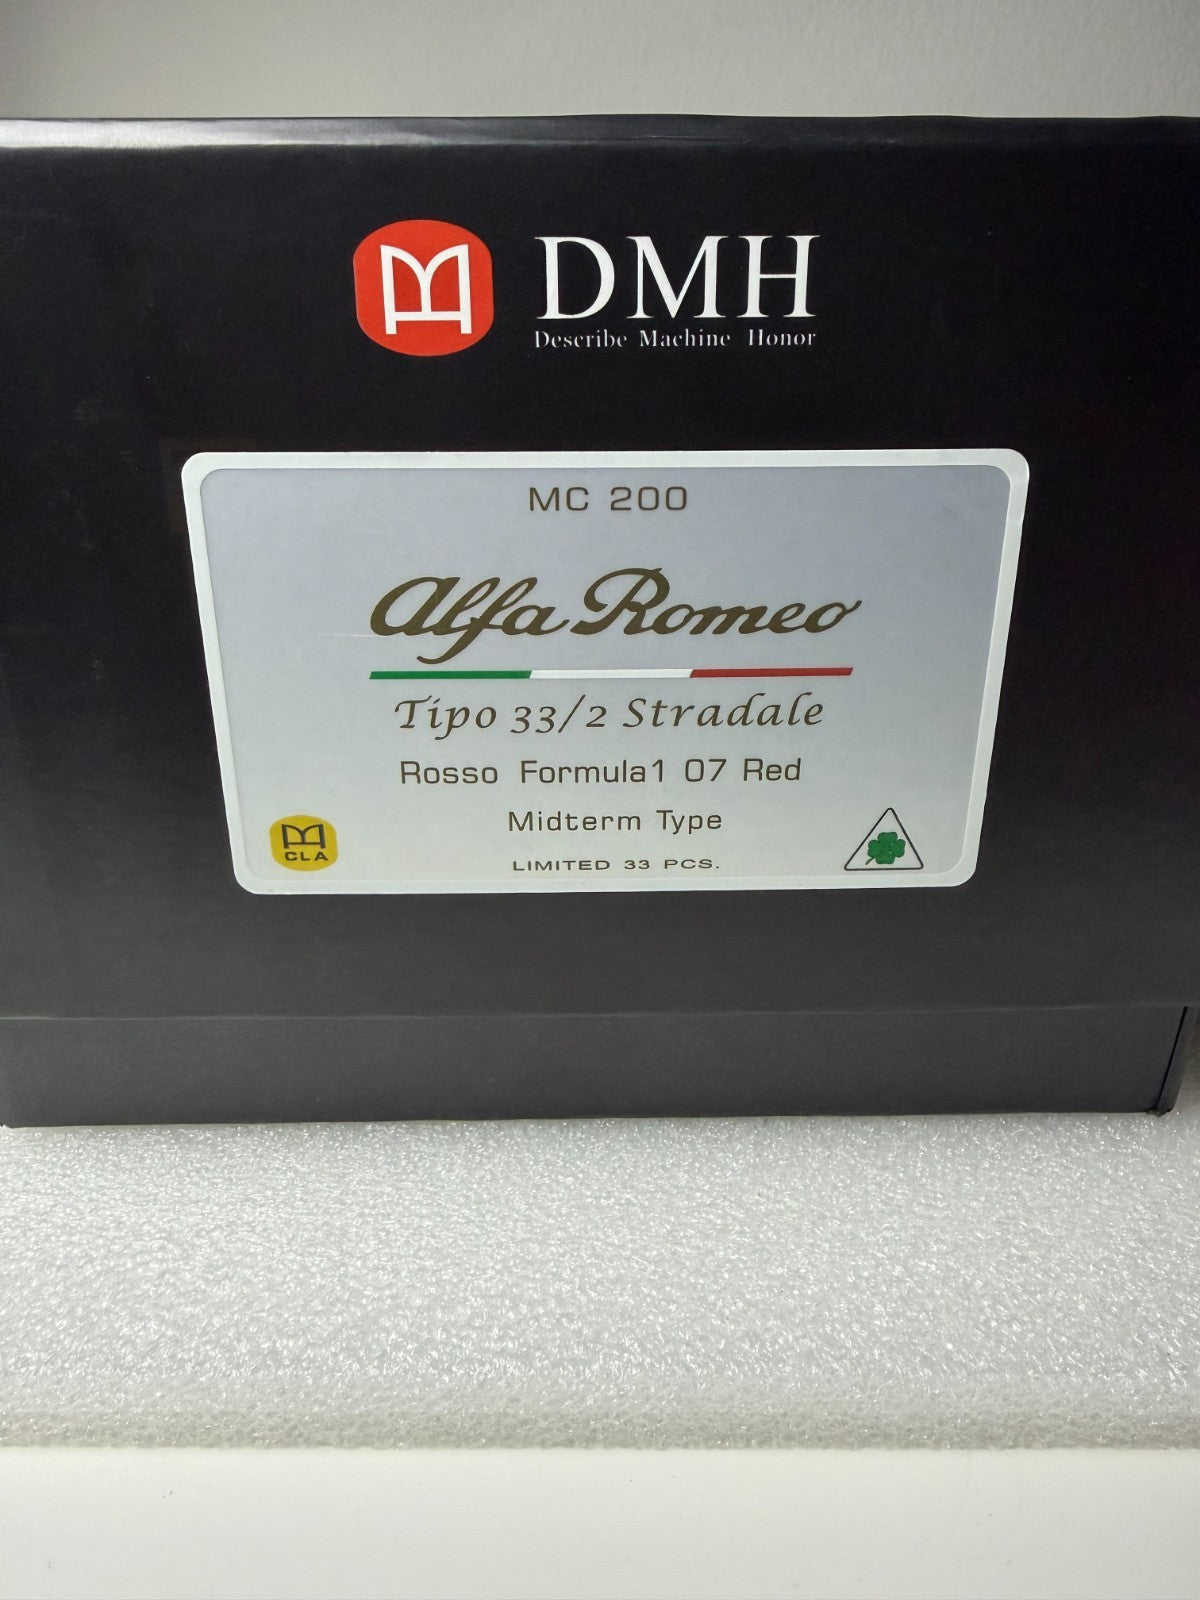 DMH
Describe Machine Honor
MC 200
Alfa Romeo
Tipo 33/2 Stradale
Rosso Formula1 07 Red
Midterm Type
CLA
LIMITED 33 PCS.